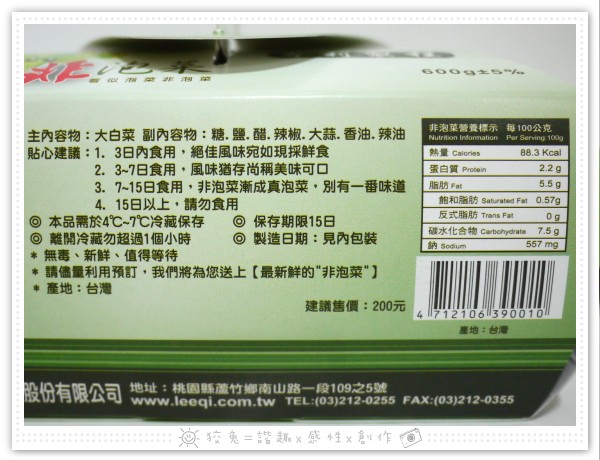 非泡菜
看似泡菜非泡菜
600g±5%
主內容物：大白菜 副內容物：糖.鹽.醋.辣椒.大蒜.香油.辣油
貼心建議：1. 3日內食用，絕佳風味宛如現採鮮食
2. 3~7日食用，風味猶存尚稱美味可口
3. 7~15日食用，非泡菜漸成真泡菜，別有一番味道
4. 15日以上，請勿食用
◎ 本品需於4℃~7℃冷藏保存 ◎ 保存期限15日
◎ 離開冷藏勿超過1個小時 ◎ 製造日期：見內包裝
* 無毒、新鮮、值得等待
* 請儘量利用預訂，我們將為您送上【最新鮮的"非泡菜"】
* 產地：台灣
建議售價：200元
非泡菜營養標示 每100公克
Nutrition Information Per Serving:100g
熱量 Calories 88.3 Kcal
蛋白質 Protein 2.2 g
脂肪 Fat 5.5 g
飽和脂肪 Saturated Fat 0.57g
反式脂肪 Trans Fat 0 g
碳水化合物 Carbohydrate 7.5 g
鈉 Sodium 557 mg
4 712106 390010
產地：台灣
股份有限公司 地址：桃園縣蘆竹鄉南山路一段109之5號
www.leeqi.com.tw TEL:(03)212-0255 FAX:(03)212-0355
狡兔=諧趣x感性x創作